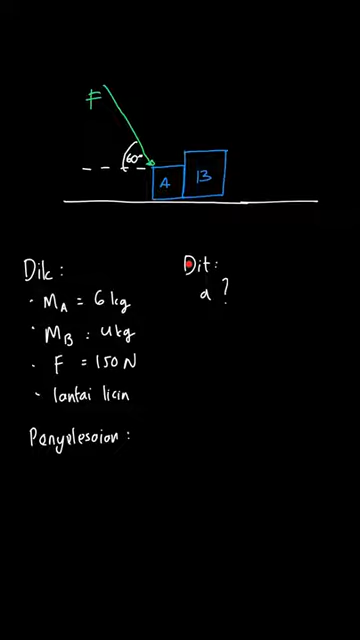 F
60°
A
B
Dik :
· MA = 6 kg
· MB : 4 kg
· F = 150 N
· lantai licin
Dit :
a ?
Penyelesaian :